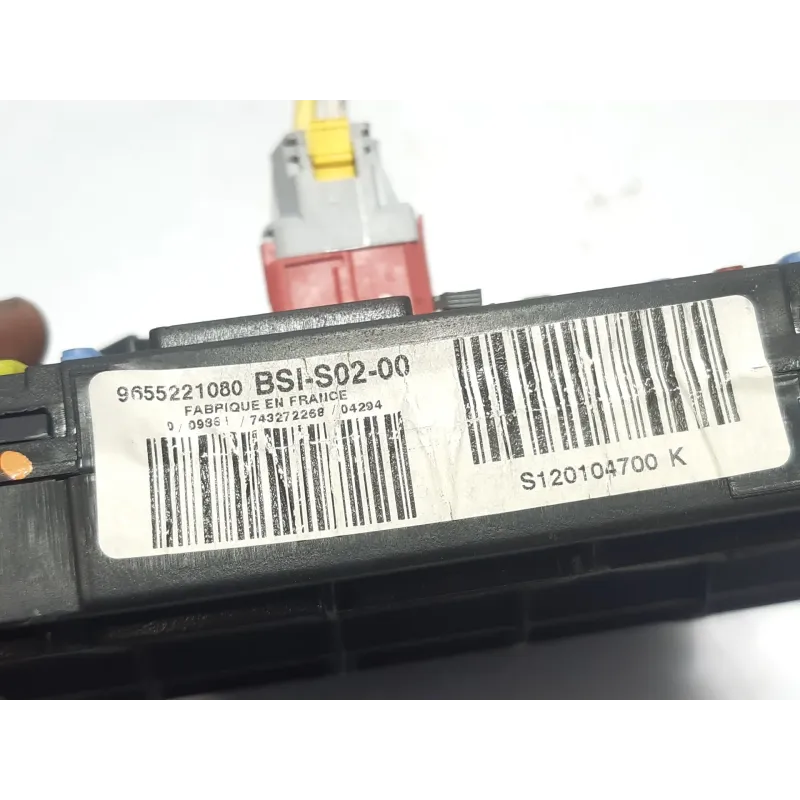 9655221080 BSI-S02-00
FABRIQUE EN FRANCE
/ 743272268 / 04294
S120104700 K